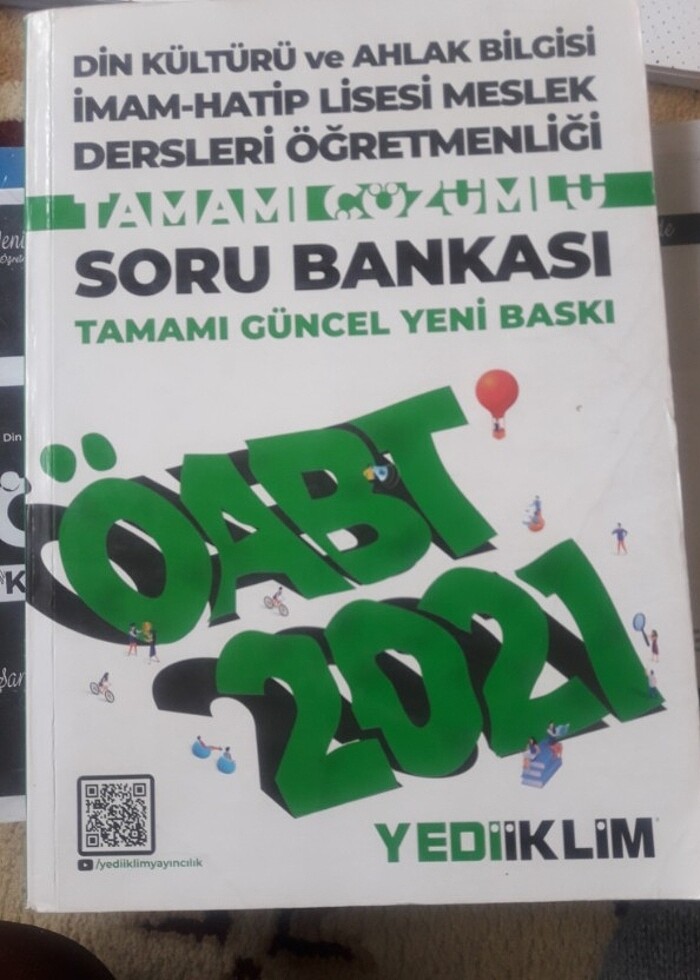 DİN KÜLTÜRÜ ve AHLAK BİLGİSİ
İMAM-HATİP LİSESİ MESLEK
DERSLERİ ÖĞRETMENLİĞİ
TAMAMI ÇÖZÜMLÜ
SORU BANKASI
TAMAMI GÜNCEL YENİ BASKI
ÖABT
2021
YEDİİKLİM
/yediiklimyayıncılık
Din